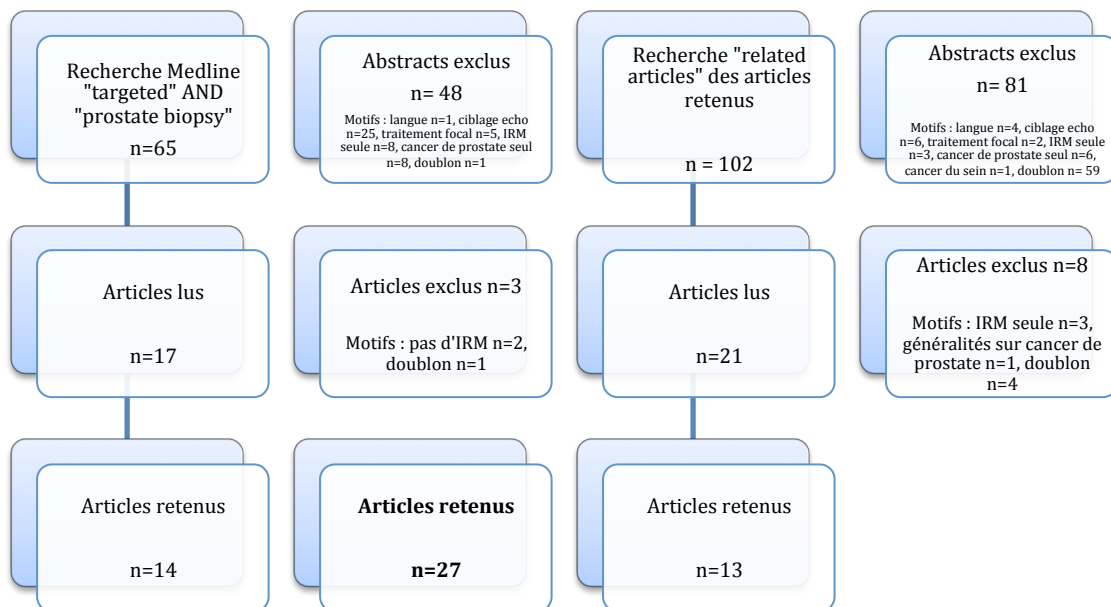 Recherche Medline
"targeted" AND
"prostate biopsy"
n=65
Abstracts exclus
n= 48
Motifs : langue n=1, ciblage echo
n=25, traitement focal n=5, IRM
seule n=8, cancer de prostate seul
n=8, doublon n=1
Recherche "related
articles" des articles
retenus
n = 102
Abstracts exclus
n = 81
Motifs : langue n=4, ciblage echo
n=6, traitement focal n=2, IRM seule
n=3, cancer de prostate seul n=6,
cancer du sein n=1, doublon n= 59
Articles lus
n=17
Articles exclus n=3
Motifs : pas d'IRM n=2,
doublon n=1
Articles lus
n=21
Articles exclus n=8
Motifs : IRM seule n=3,
généralités sur cancer de
prostate n=1, doublon
n=4
Articles retenus
n=14
Articles retenus
n=27
Articles retenus
n=13